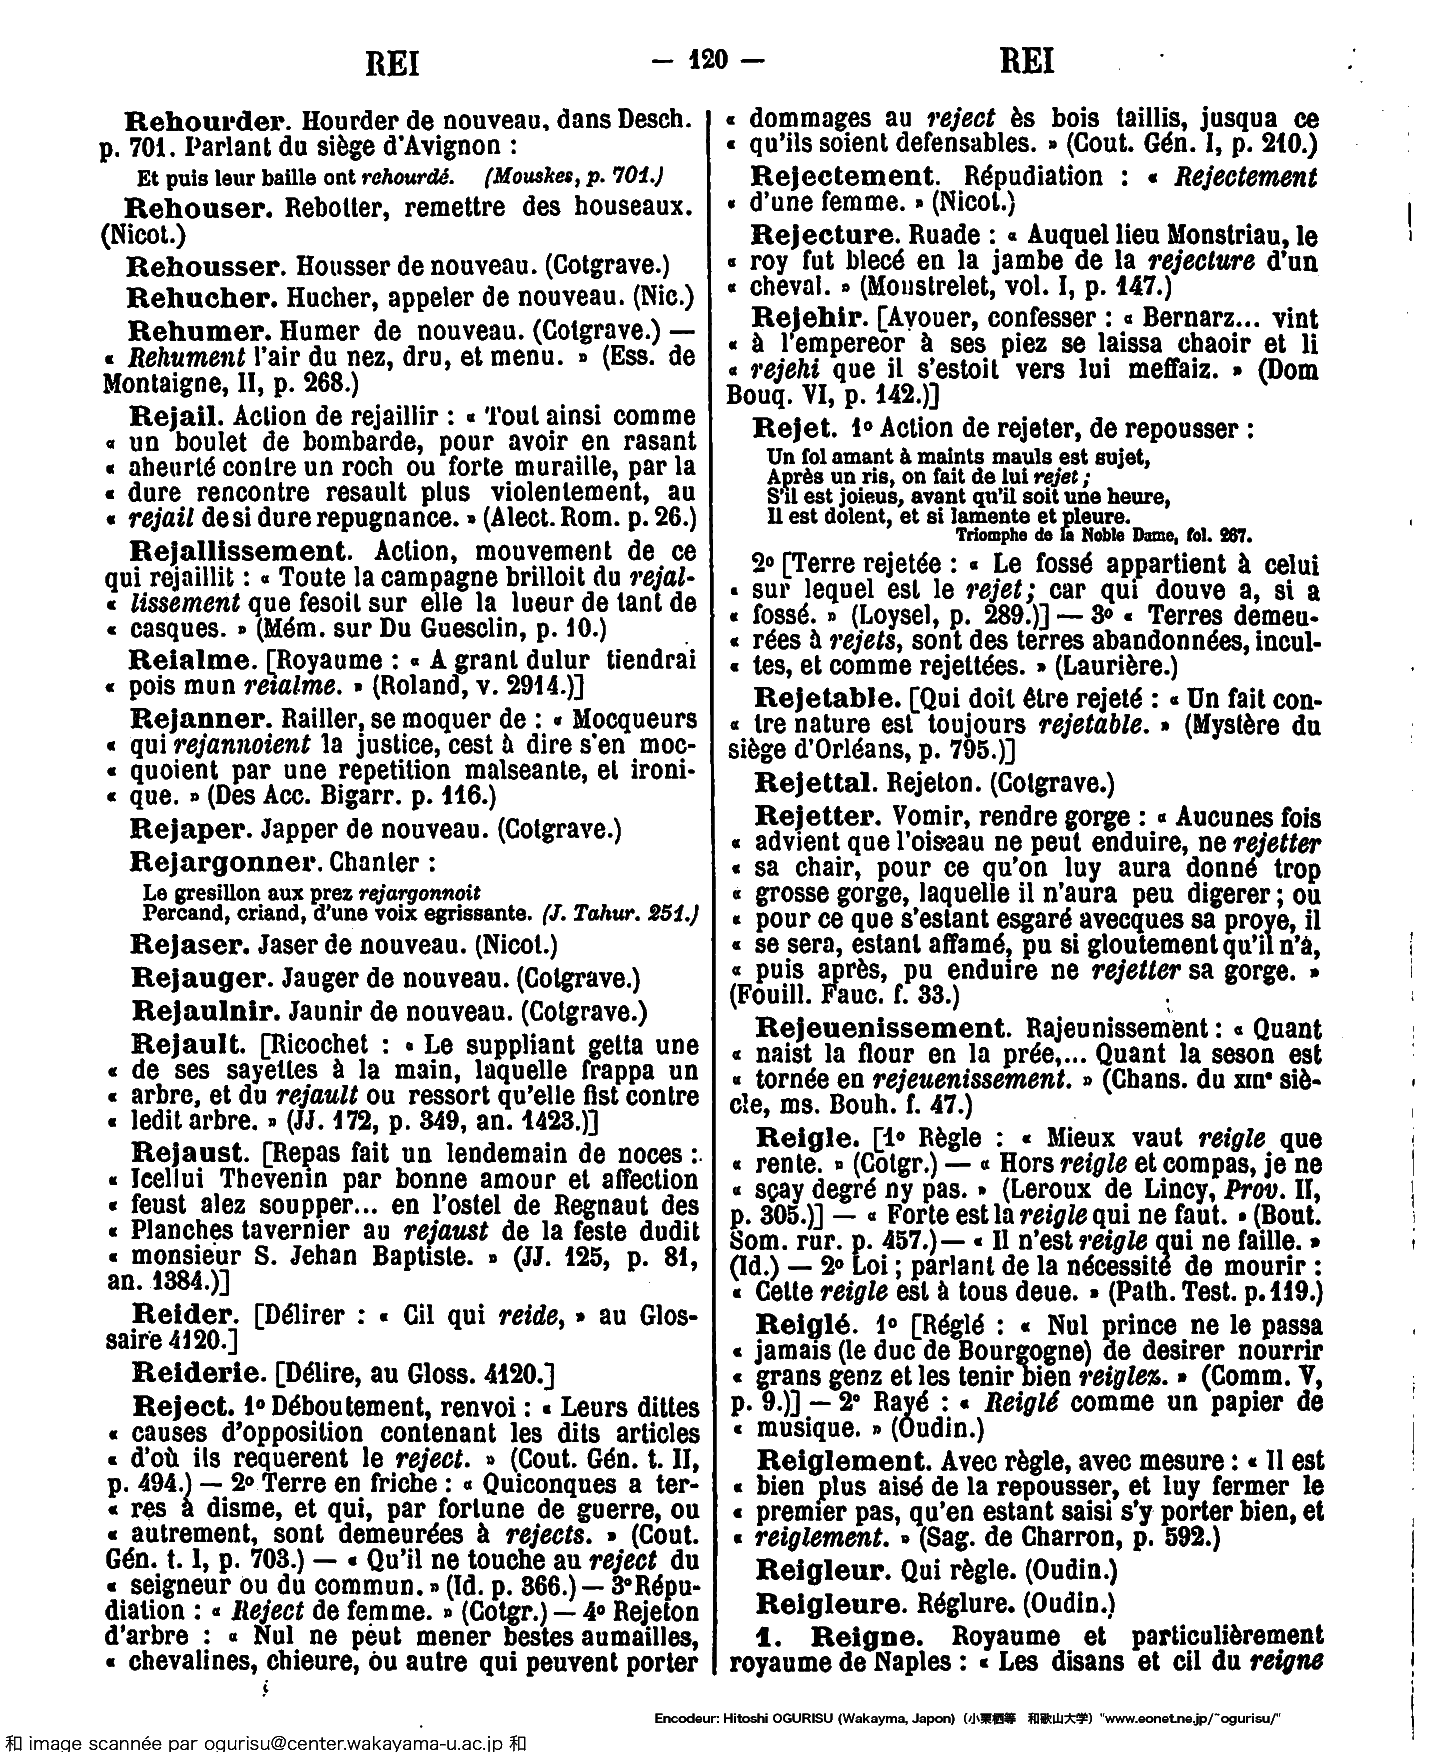 REI — 120 — REI
Rehourder. Hourder de nouveau, dans Desch.
p. 701. Parlant du siège d'Avignon :
Et puis leur baille ont rehourdé. (Mouskes, p. 701.)
Rehouser. Rebotter, remettre des houseaux.
(Nicot.)
Rehousser. Housser de nouveau. (Cotgrave.)
Rehucher. Hucher, appeler de nouveau. (Nic.)
Rehumer. Humer de nouveau. (Cotgrave.) —
« Rehument l'air du nez, dru, et menu. » (Ess. de
Montaigne, II, p. 268.)
Rejail. Action de rejaillir : « Tout ainsi comme
« un boulet de bombarde, pour avoir en rasant
« aheurté contre un roch ou forte muraille, par la
« dure rencontre resault plus violentement, au
« rejail de si dure repugnance. » (Alect. Rom. p. 26.)
Rejallissement. Action, mouvement de ce
qui rejaillit : « Toute la campagne brilloit du rejal-
« lissement que fesoit sur elle la lueur de tant de
« casques. » (Mém. sur Du Guesclin, p. 10.)
Reialme. [Royaume : « A grant dulur tiendrai
« pois mun reialme. » (Roland, v. 2914.)]
Rejanner. Railler, se moquer de : « Mocqueurs
« qui rejannoient la justice, cest à dire s'en moc-
« quoient par une repetition malseante, et ironi-
« que. » (Des Acc. Bigarr. p. 116.)
Rejaper. Japper de nouveau. (Cotgrave.)
Rejargonner. Chanter :
Le gresillon aux prez rejargonnoit
Percand, criand, d'une voix egrissante. (J. Tahur. 251.)
Rejaser. Jaser de nouveau. (Nicot.)
Rejauger. Jauger de nouveau. (Cotgrave.)
Rejaulnir. Jaunir de nouveau. (Cotgrave.)
Rejault. [Ricochet : « Le suppliant getta une
« de ses sayettes à la main, laquelle frappa un
« arbre, et du rejault ou ressort qu'elle fist contre
« ledit arbre. » (JJ. 172, p. 349, an. 1423.)]
Rejaust. [Repas fait un lendemain de noces :
« Icellui Thevenin par bonne amour et affection
« feust alez soupper... en l'ostel de Regnaut des
« Planches tavernier au rejaust de la feste dudit
« monsieur S. Jehan Baptiste. » (JJ. 125, p. 81,
an. 1384.)]
Reider. [Délirer : « Cil qui reide, » au Glos-
saire 4120.]
Reiderie. [Délire, au Gloss. 4120.]
Reject. 1º Déboutement, renvoi : « Leurs dittes
« causes d'opposition contenant les dits articles
« d'où ils requerent le reject. » (Cout. Gén. t. II,
p. 494.) — 2º Terre en friche : « Quiconques a ter-
« res à disme, et qui, par fortune de guerre, ou
« autrement, sont demeurées à rejects. » (Cout.
Gén. t. I, p. 703.) — « Qu'il ne touche au reject du
« seigneur ou du commun. » (Id. p. 366.) — 3º Répu-
diation : « Reject de femme. » (Cotgr.) — 4º Rejeton
d'arbre : « Nul ne peut mener bestes aumailles,
« chevalines, chieure, ou autre qui peuvent porter
« dommages au reject ès bois taillis, jusqua ce
« qu'ils soient defensables. » (Cout. Gén. I, p. 210.)
Rejectement. Répudiation : « Rejectement
« d'une femme. » (Nicot.)
Rejecture. Ruade : « Auquel lieu Monstriau, le
« roy fut blecé en la jambe de la rejecture d'un
« cheval. » (Monstrelet, vol. I, p. 147.)
Rejehir. [Avouer, confesser : « Bernarz... vint
« à l'empereor à ses piez se laissa chaoir et li
« rejehi que il s'estoit vers lui meffaiz. » (Dom
Bouq. VI, p. 142.)]
Rejet. 1º Action de rejeter, de repousser :
Un fol amant à maints mauls est sujet,
Après un ris, on fait de lui rejet ;
S'il est joieus, avant qu'il soit une heure,
Il est dolent, et si lamente et pleure.
Triomphe de la Noble Dame, fol. 267.
2º [Terre rejetée : « Le fossé appartient à celui
« sur lequel est le rejet ; car qui douve a, si a
« fossé. » (Loysel, p. 289.)] — 3º « Terres demeu-
« rées à rejets, sont des terres abandonnées, incul-
« tes, et comme rejettées. » (Laurière.)
Rejetable. [Qui doit être rejeté : « Un fait con-
« tre nature est toujours rejetable. » (Mystère du
siège d'Orléans, p. 795.)]
Rejettal. Rejeton. (Cotgrave.)
Rejetter. Vomir, rendre gorge : « Aucunes fois
« advient que l'oiseau ne peut enduire, ne rejetter
« sa chair, pour ce qu'on luy aura donné trop
« grosse gorge, laquelle il n'aura peu digerer ; ou
« pour ce que s'estant esgaré avecques sa proye, il
« se sera, estant affamé, pu si gloutement qu'il n'a,
« puis après, pu enduire ne rejetter sa gorge. »
(Fouill. Fauc. f. 33.)
Rejeuenissement. Rajeunissement : « Quant
« naist la flour en la prée,... Quant la seson est
« tornée en rejeuenissement. » (Chans. du XIIIe siè-
cle, ms. Bouh. f. 47.)
Reigle. [1º Règle : « Mieux vaut reigle que
« rente. » (Cotgr.) — « Hors reigle et compas, je ne
« sçay degré ny pas. » (Leroux de Lincy, Prov. II,
p. 305.)] — « Forte est la reigle qui ne faut. » (Bout.
Som. rur. p. 457.) — « Il n'est reigle qui ne faille. »
(Id.) — 2º Loi ; parlant de la nécessité de mourir :
« Cette reigle est à tous deue. » (Path. Test. p. 119.)
Reiglé. 1º [Réglé : « Nul prince ne le passa
« jamais (le duc de Bourgogne) de desirer nourrir
« grans genz et les tenir bien reiglez. » (Comm. V,
p. 9.)] — 2º Rayé : « Reiglé comme un papier de
« musique. » (Oudin.)
Reiglement. Avec règle, avec mesure : « Il est
« bien plus aisé de la repousser, et luy fermer le
« premier pas, qu'en estant saisi s'y porter bien, et
« reiglement. » (Sag. de Charron, p. 592.)
Reigleur. Qui règle. (Oudin.)
Reigleure. Réglure. (Oudin.)
1. Reigne. Royaume et particulièrement
royaume de Naples : « Les disans et cil du reigne
Encodeur: Hitoshi OGURISU (Wakayma, Japon) (小栗栖等 和歌山大学) "www.eonet.ne.jp/~ogurisu/"
和 image scannée par ogurisu@center.wakayama-u.ac.jp 和